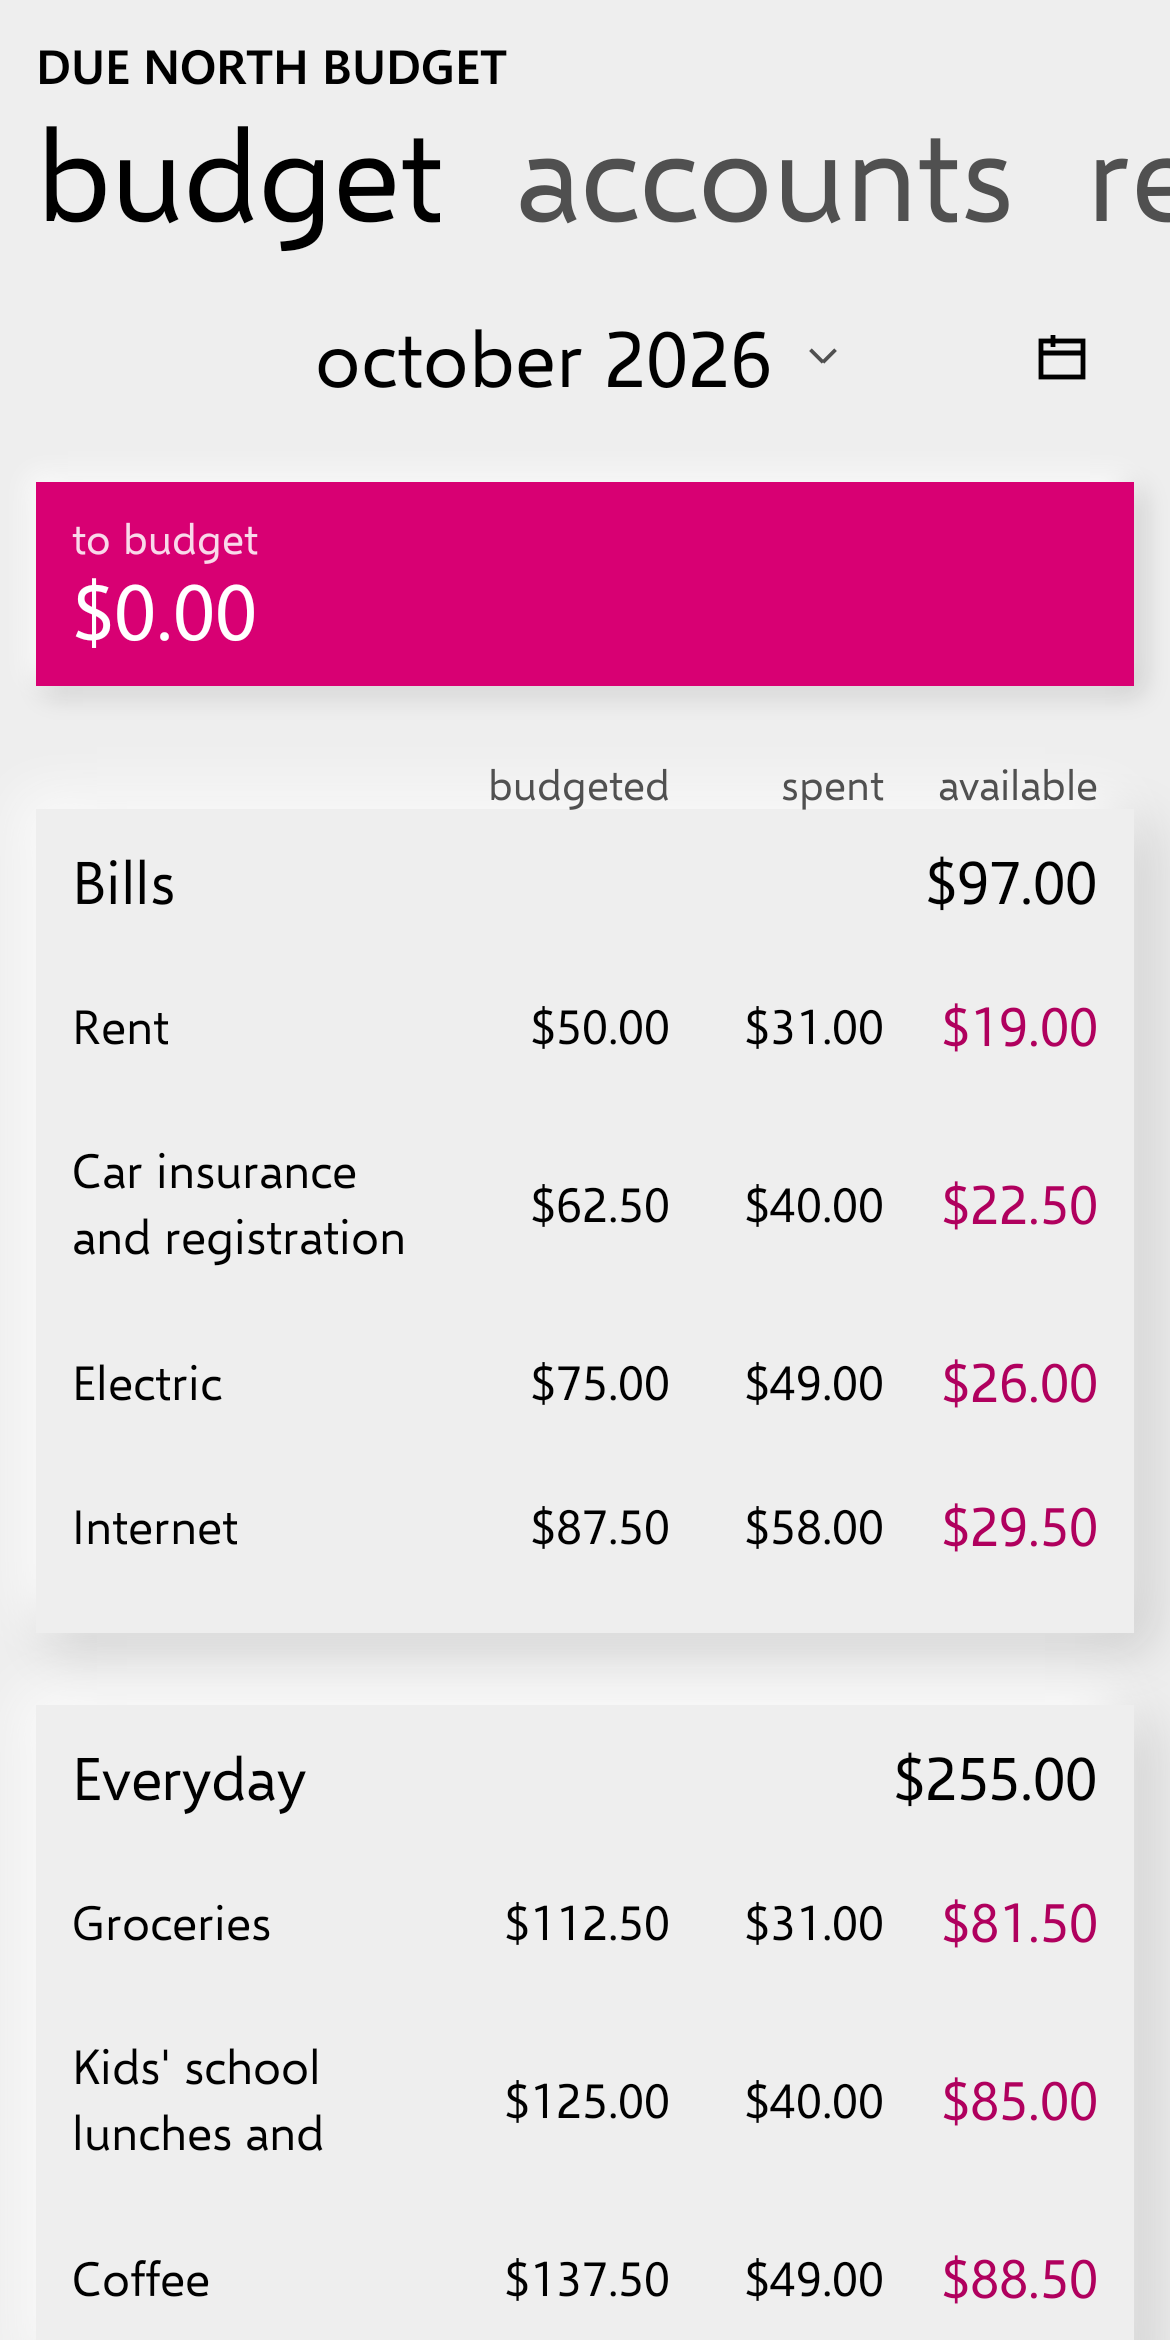 DUE NORTH BUDGET
budget accounts re
october 2026
to budget
$0.00
budgeted spent available
Bills $97.00
Rent $50.00 $31.00 $19.00
Car insurance
and registration $62.50 $40.00 $22.50
Electric $75.00 $49.00 $26.00
Internet $87.50 $58.00 $29.50
Everyday $255.00
Groceries $112.50 $31.00 $81.50
Kids' school
lunches and $125.00 $40.00 $85.00
Coffee $137.50 $49.00 $88.50